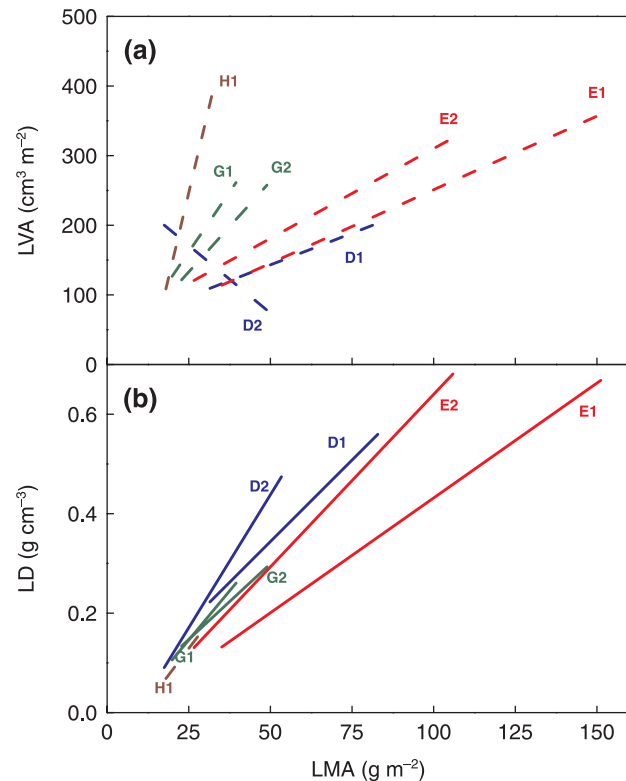 500
(a)
H1
400
E1
E2
300
G1
G2
LVA (cm³ m⁻²)
200
D1
100
D2
0
(b)
E2
0.6
E1
D1
D2
0.4
LD (g cm⁻³)
G2
0.2
G1
H1
0.0
0 25 50 75 100 125 150
LMA (g m⁻²)